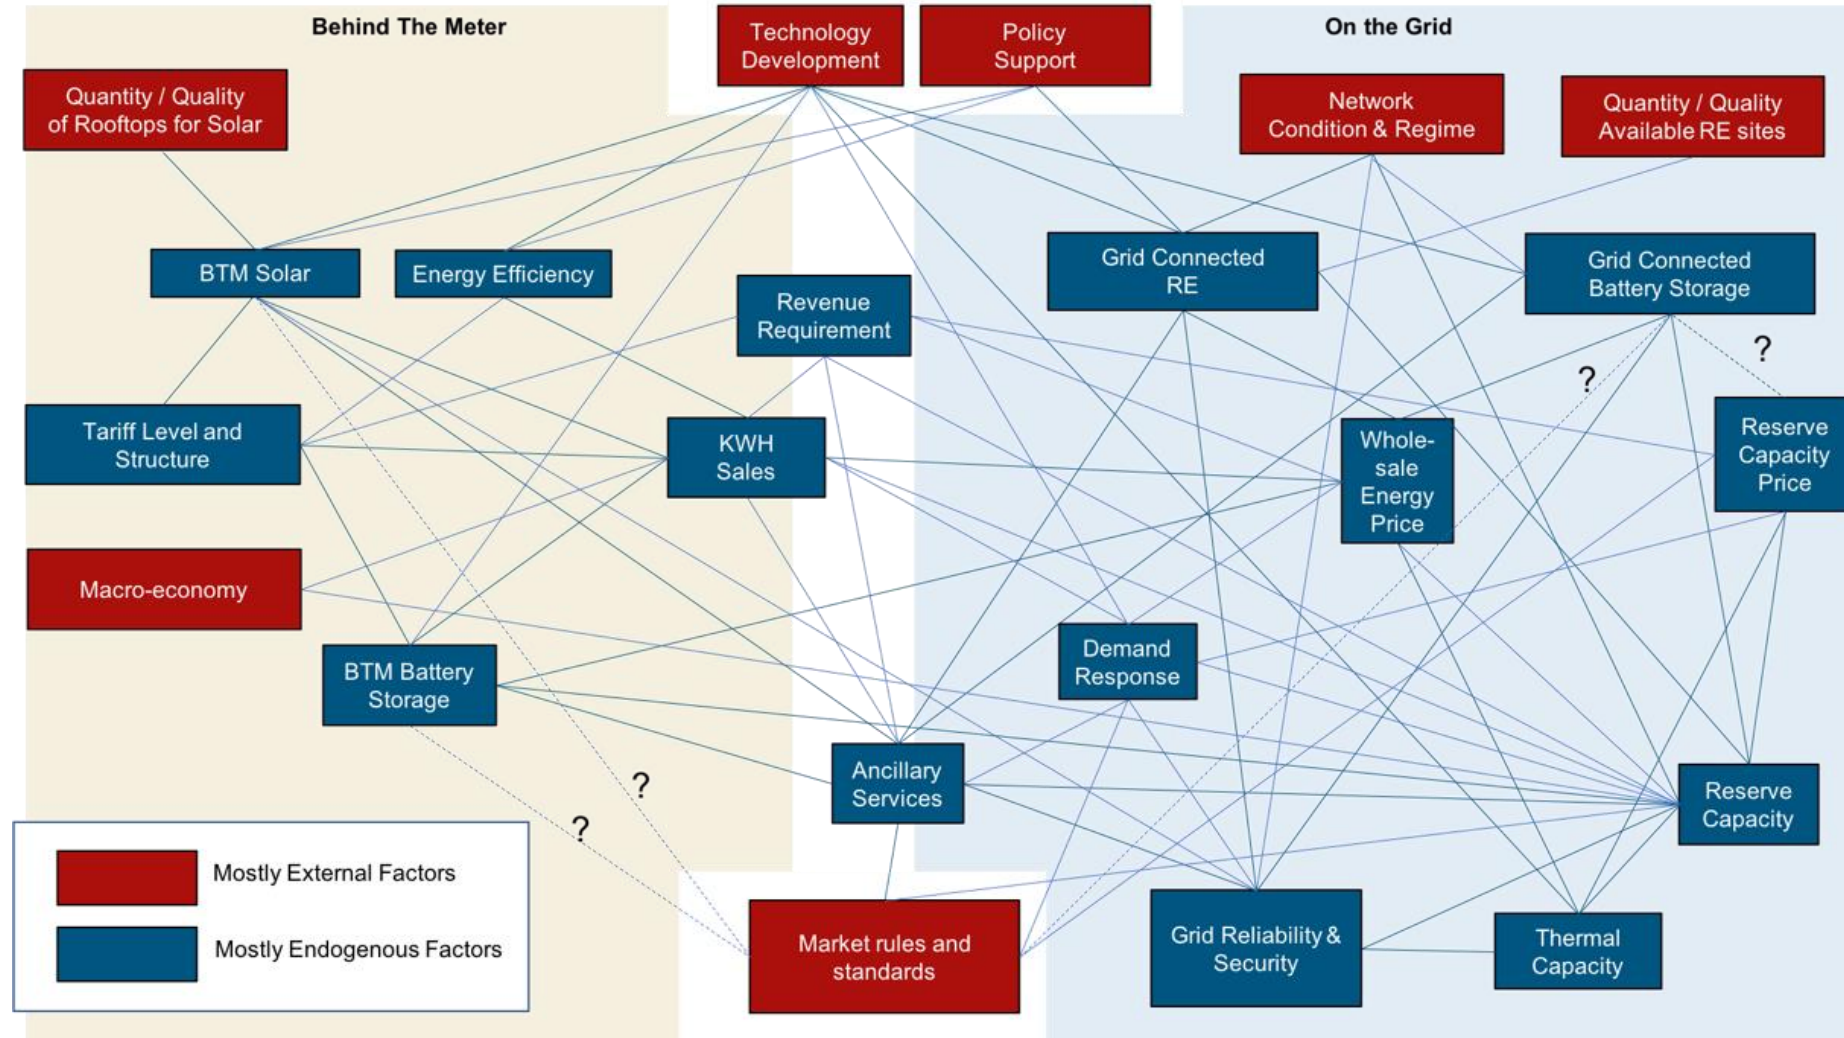 Behind The Meter
On the Grid
Technology
Development
Policy
Support
Quantity / Quality
of Rooftops for Solar
Network
Condition & Regime
Quantity / Quality
Available RE sites
BTM Solar
Energy Efficiency
Revenue
Requirement
Grid Connected
RE
Grid Connected
Battery Storage
?
?
Tariff Level and
Structure
KWH
Sales
Whole-
sale
Energy
Price
Reserve
Capacity
Price
Macro-economy
BTM Battery
Storage
Demand
Response
?
?
Ancillary
Services
Reserve
Capacity
Mostly External Factors
Mostly Endogenous Factors
Market rules and
standards
Grid Reliability &
Security
Thermal
Capacity